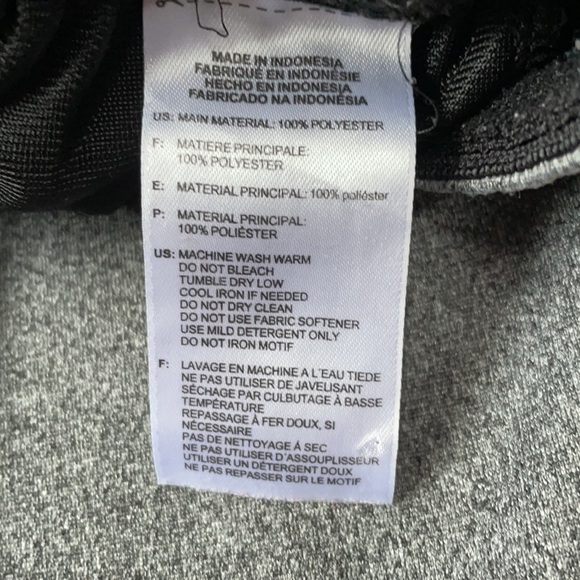 MADE IN INDONESIA
FABRIQUÉ EN INDONÉSIE
HECHO EN INDONESIA
FABRICADO NA INDONÉSIA
US: MAIN MATERIAL: 100% POLYESTER
F: MATIERE PRINCIPALE:
100% POLYESTER
E: MATERIAL PRINCIPAL: 100% poliéster
P: MATERIAL PRINCIPAL:
100% POLIÉSTER
US: MACHINE WASH WARM
DO NOT BLEACH
TUMBLE DRY LOW
COOL IRON IF NEEDED
DO NOT DRY CLEAN
DO NOT USE FABRIC SOFTENER
USE MILD DETERGENT ONLY
DO NOT IRON MOTIF
F: LAVAGE EN MACHINE A L'EAU TIEDE
NE PAS UTILISER DE JAVELISANT
SÉCHAGE PAR CULBUTAGE À BASSE
TEMPÉRATURE
REPASSAGE À FER DOUX, SI
NÉCESSAIRE
PAS DE NETTOYAGE À SEC
NE PAS UTILISER D'ASSOUPLISSEUR
UTILISER UN DÉTERGENT DOUX
NE PAS REPASSER SUR LE MOTIF